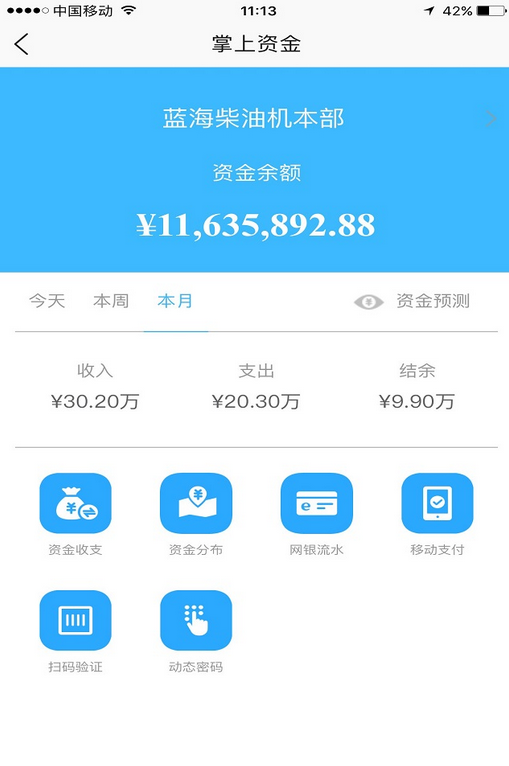 中国移动 11:13 42%
掌上资金
蓝海柴油机本部
资金余额
¥11,635,892.88
今天 本周 本月 资金预测
收入 支出 结余
¥30.20万 ¥20.30万 ¥9.90万
资金收支 资金分布 网银流水 移动支付
扫码验证 动态密码